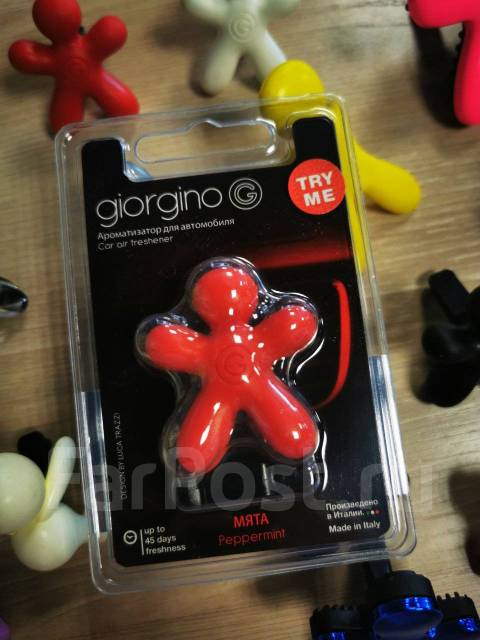 giorgino G
TRY
ME
Ароматизатор для автомобиля
Car air freshener
G
DESIGN BY LUCA TRAZZI
FarPost.ru
МЯТА
Peppermint
up to
45 days
freshness
Произведено
в Италии.
Made in Italy